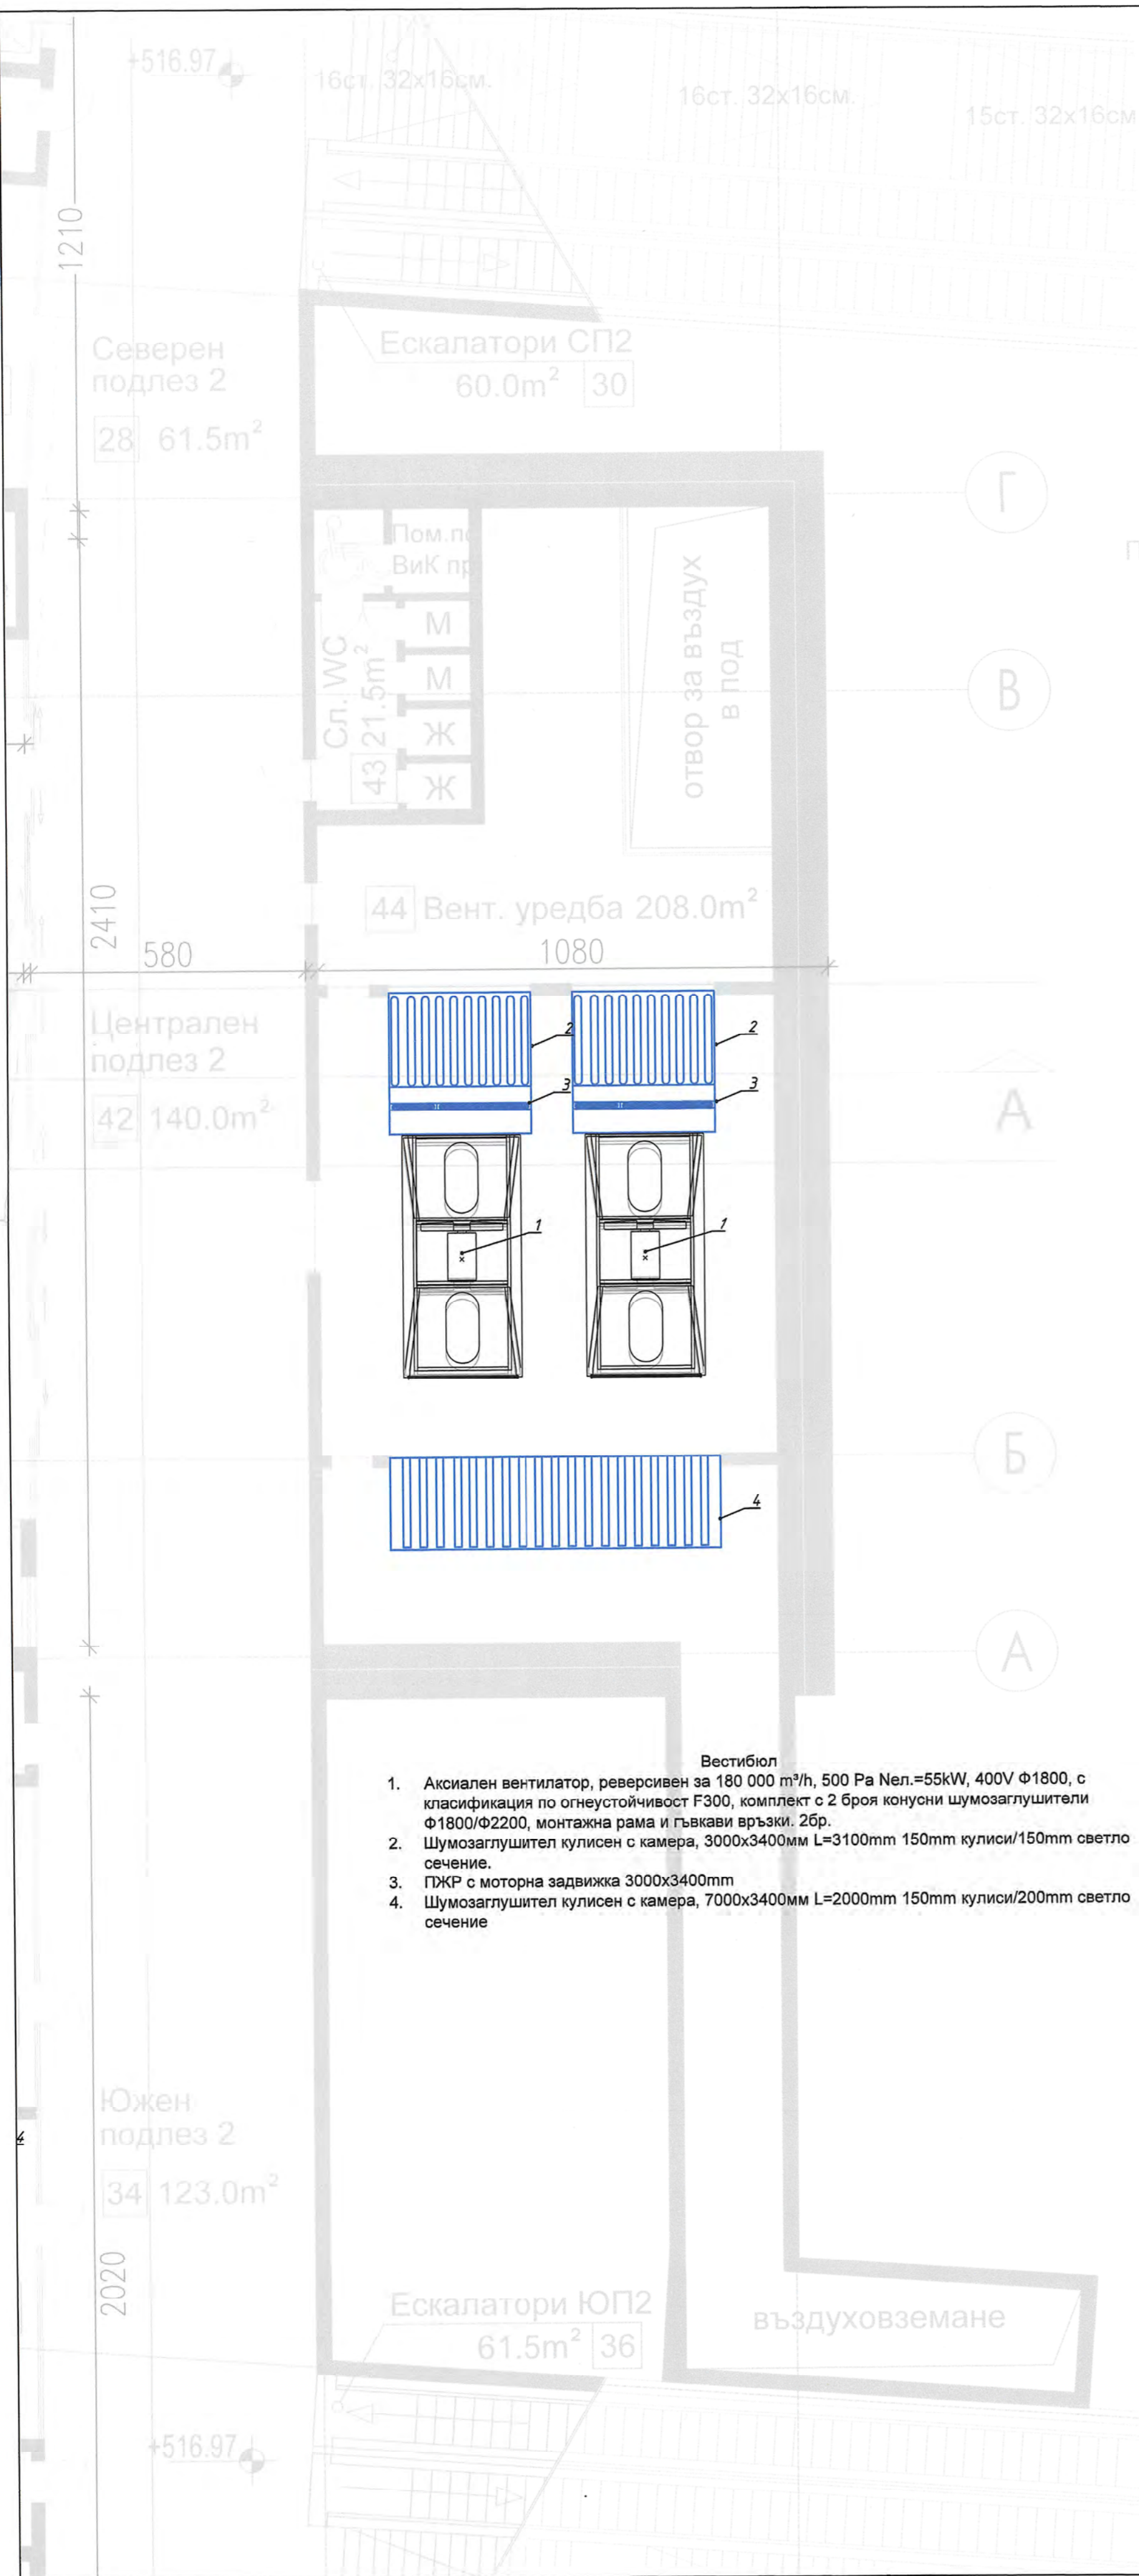 +516.97
16ст. 32x16см.
16ст. 32x16см.
15ст. 32x16см
1210
Северен
подлез 2
28 61.5m²
Ескалатори СП2
60.0m² 30
Г
ВиК
М
М
Ж
Ж
Сл. WC
43 21.5m²
отвор за въздух
в под
В
2410
44 Вент. уредба 208.0m²
580
1080
Централен
подлез 2
42 140.0m²
2
2
3
3
А
1
1
Б
4
А
Вестибюл
1. Аксиален вентилатор, реверсивен за 180 000 m³/h, 500 Pa Nел.=55kW, 400V Ф1800, с
класификация по огнеустойчивост F300, комплект с 2 броя конусни шумозаглушители
Ф1800/Ф2200, монтажна рама и гъвкави връзки. 2бр.
2. Шумозаглушител кулисен с камера, 3000x3400мм L=3100mm 150mm кулиси/150mm светло
сечение.
3. ПЖР с моторна задвижка 3000x3400mm
4. Шумозаглушител кулисен с камера, 7000x3400мм L=2000mm 150mm кулиси/200mm светло
сечение
Южен
подлез 2
4
34 123.0m²
2020
Ескалатори ЮП2
61.5m² 36
въздуховземане
+516.97